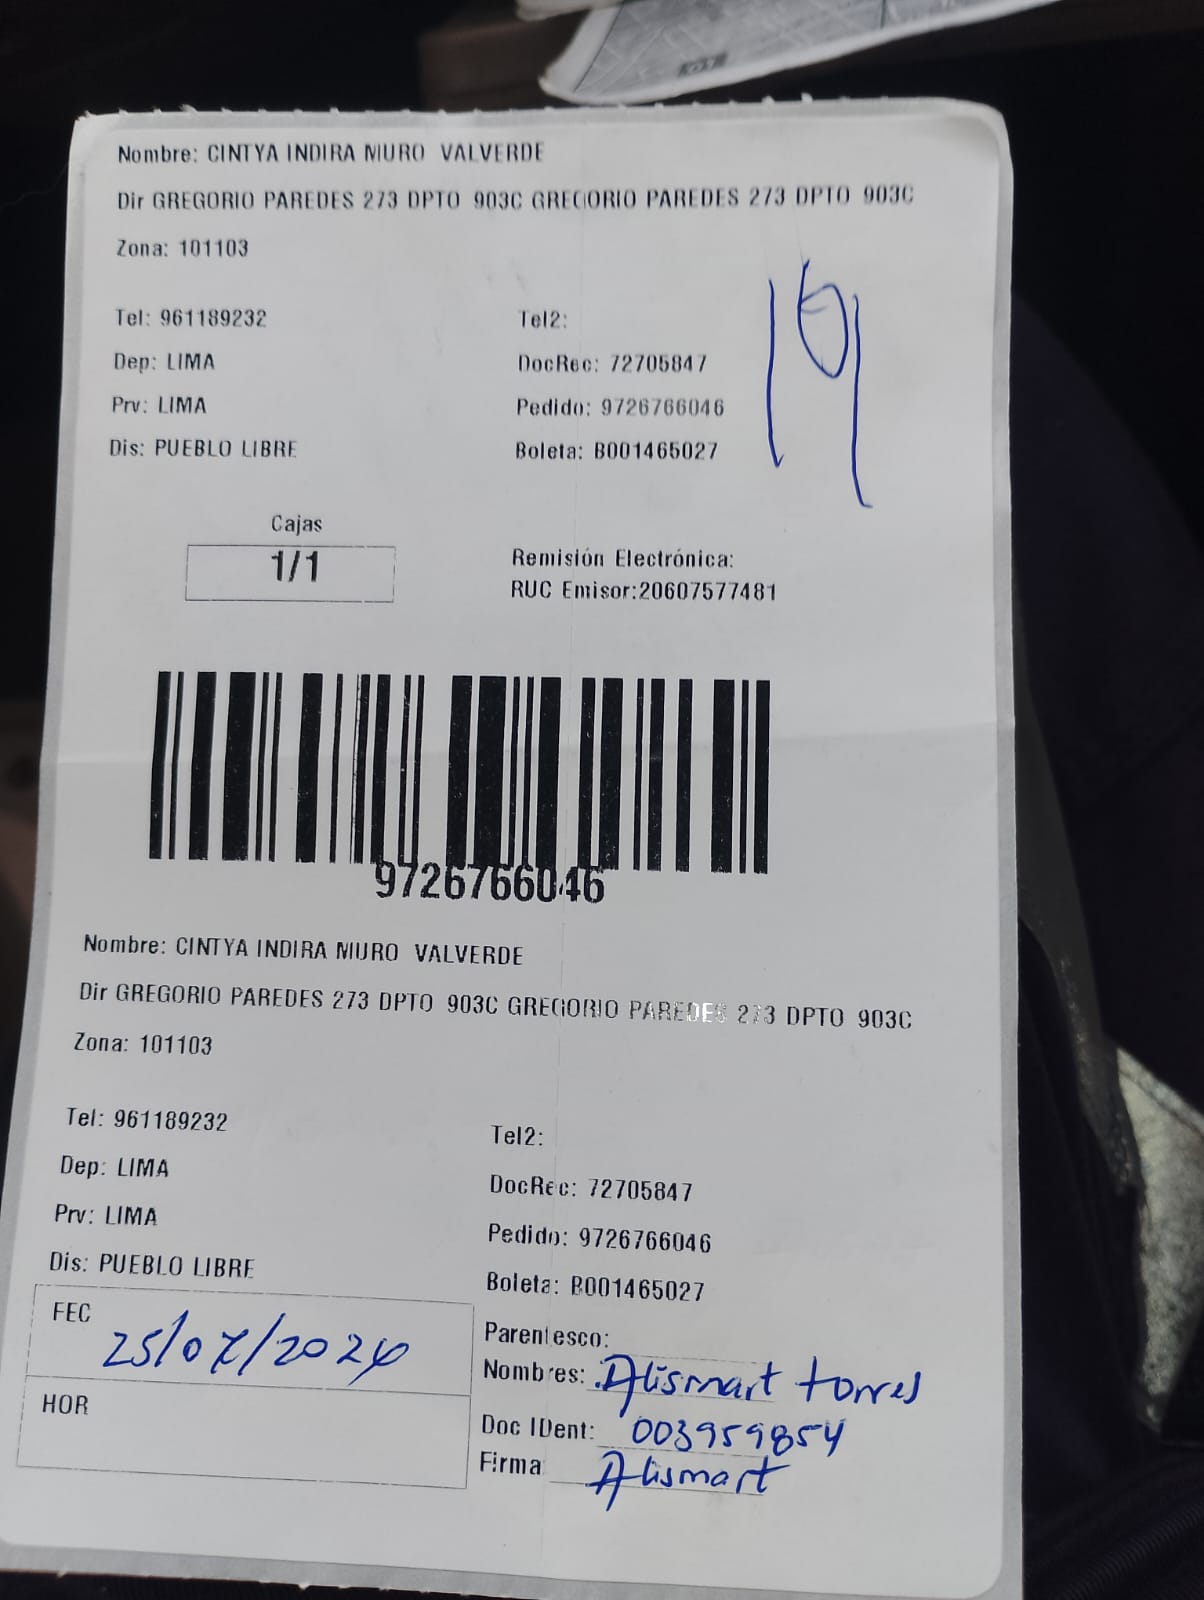 Nombre: CINTYA INDIRA MURO VALVERDE
Dir GREGORIO PAREDES 273 DPTO 903C GREGORIO PAREDES 273 DPTO 903C
Zona: 101103
Tel: 961189232 Tel2:
Dep: LIMA DocRec: 72705847
Prv: LIMA Pedido: 9726766046
Dis: PUEBLO LIBRE Boleta: B001465027
Cajas
1/1
Remisión Electrónica:
RUC Emisor:20607577481
9726766046
Nombre: CINTYA INDIRA MURO VALVERDE
Dir GREGORIO PAREDES 273 DPTO 903C GREGORIO PAREDES 273 DPTO 903C
Zona: 101103
Tel: 961189232 Tel2:
Dep: LIMA DocRec: 72705847
Prv: LIMA Pedido: 9726766046
Dis: PUEBLO LIBRE Boleta: B001465027
FEC 25/07/2024
HOR
Parentesco:
Nombres: Alismart torres
Doc IDent: 003959854
Firma Alismart